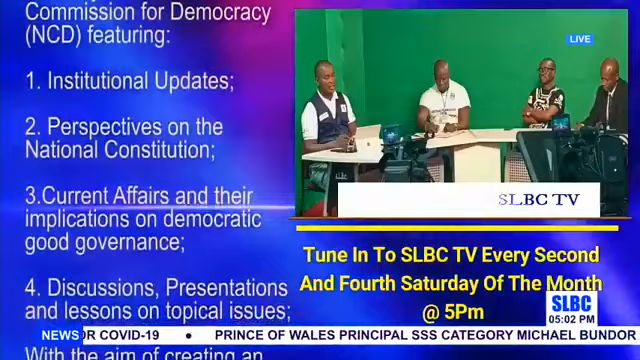 Commission for Democracy
(NCD) featuring:
1. Institutional Updates;
2. Perspectives on the
National Constitution;
3.Current Affairs and their
implications on democratic
good governance;
4. Discussions, Presentations
and lessons on topical issues;
With the aim of creating an
LIVE
SLBC TV
Tune In To SLBC TV Every Second
And Fourth Saturday Of The Month
@ 5Pm
SLBC
05:02 PM
NEWS OR COVID-19 • PRINCE OF WALES PRINCIPAL SSS CATEGORY MICHAEL BUNDOR